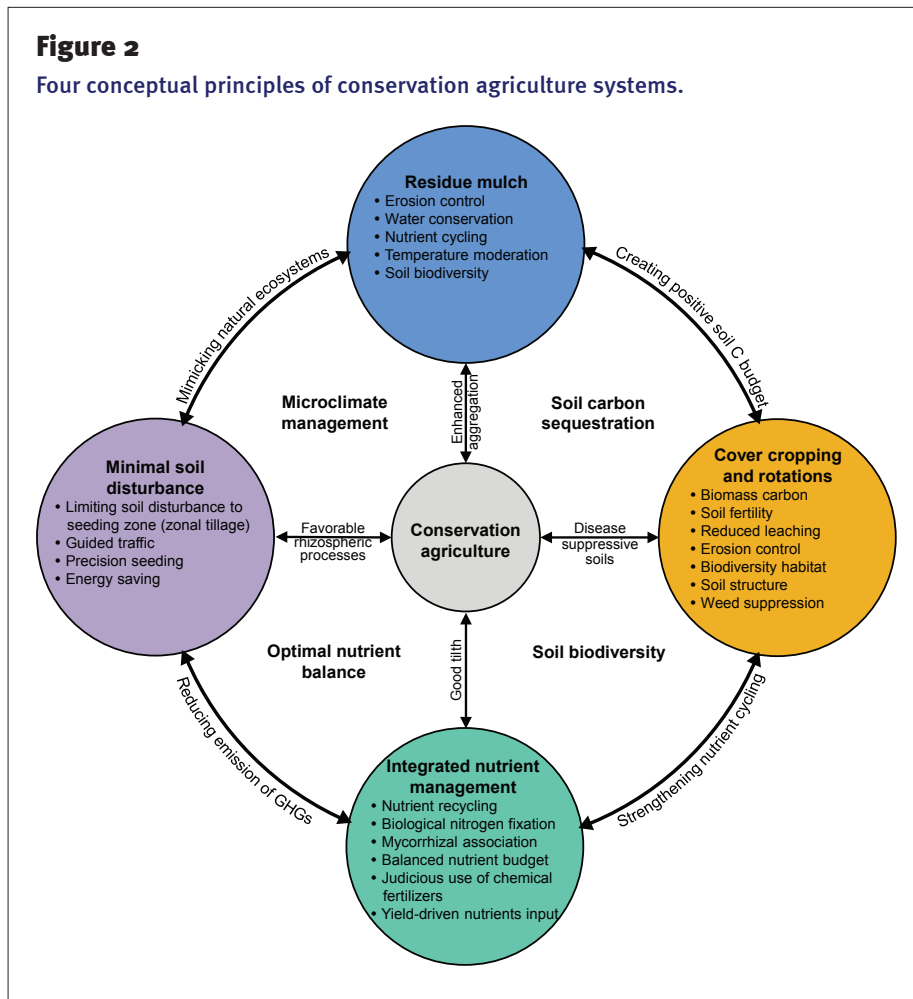 Figure 2
Four conceptual principles of conservation agriculture systems.
Residue mulch
• Erosion control
• Water conservation
• Nutrient cycling
• Temperature moderation
• Soil biodiversity
Mimicking natural ecosystems
Creating positive soil C budget
Enhanced
aggregation
Microclimate
management
Soil carbon
sequestration
Minimal soil
disturbance
• Limiting soil disturbance to
seeding zone (zonal tillage)
• Guided traffic
• Precision seeding
• Energy saving
Favorable
rhizospheric
processes
Conservation
agriculture
Disease
suppressive
soils
Cover cropping
and rotations
• Biomass carbon
• Soil fertility
• Reduced leaching
• Erosion control
• Biodiversity habitat
• Soil structure
• Weed suppression
Optimal nutrient
balance
Good tilth
Soil biodiversity
Reducing emission of GHGs
Strengthening nutrient cycling
Integrated nutrient
management
• Nutrient recycling
• Biological nitrogen fixation
• Mycorrhizal association
• Balanced nutrient budget
• Judicious use of chemical
fertilizers
• Yield-driven nutrients input